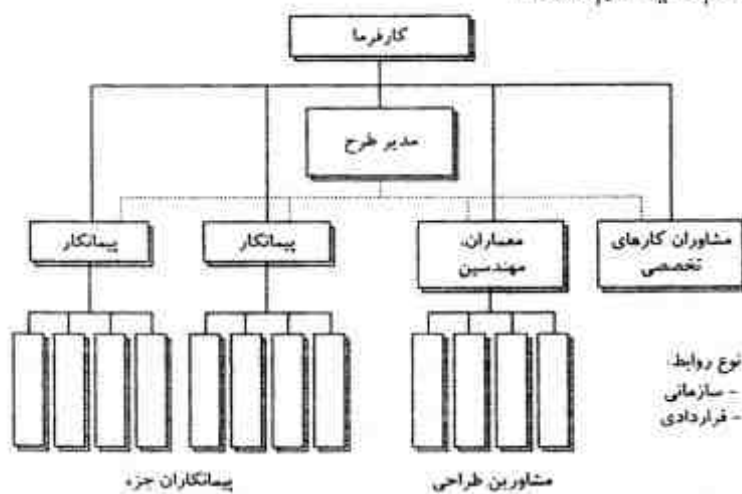 کارفرما
مدیر طرح
پیمانکار
پیمانکار
معماران،
مهندسین
مشاوران کارهای
تخصصی
نوع روابط:
- سازمانی
- قراردادی
مشاورین طراحی
پیمانکاران جزء